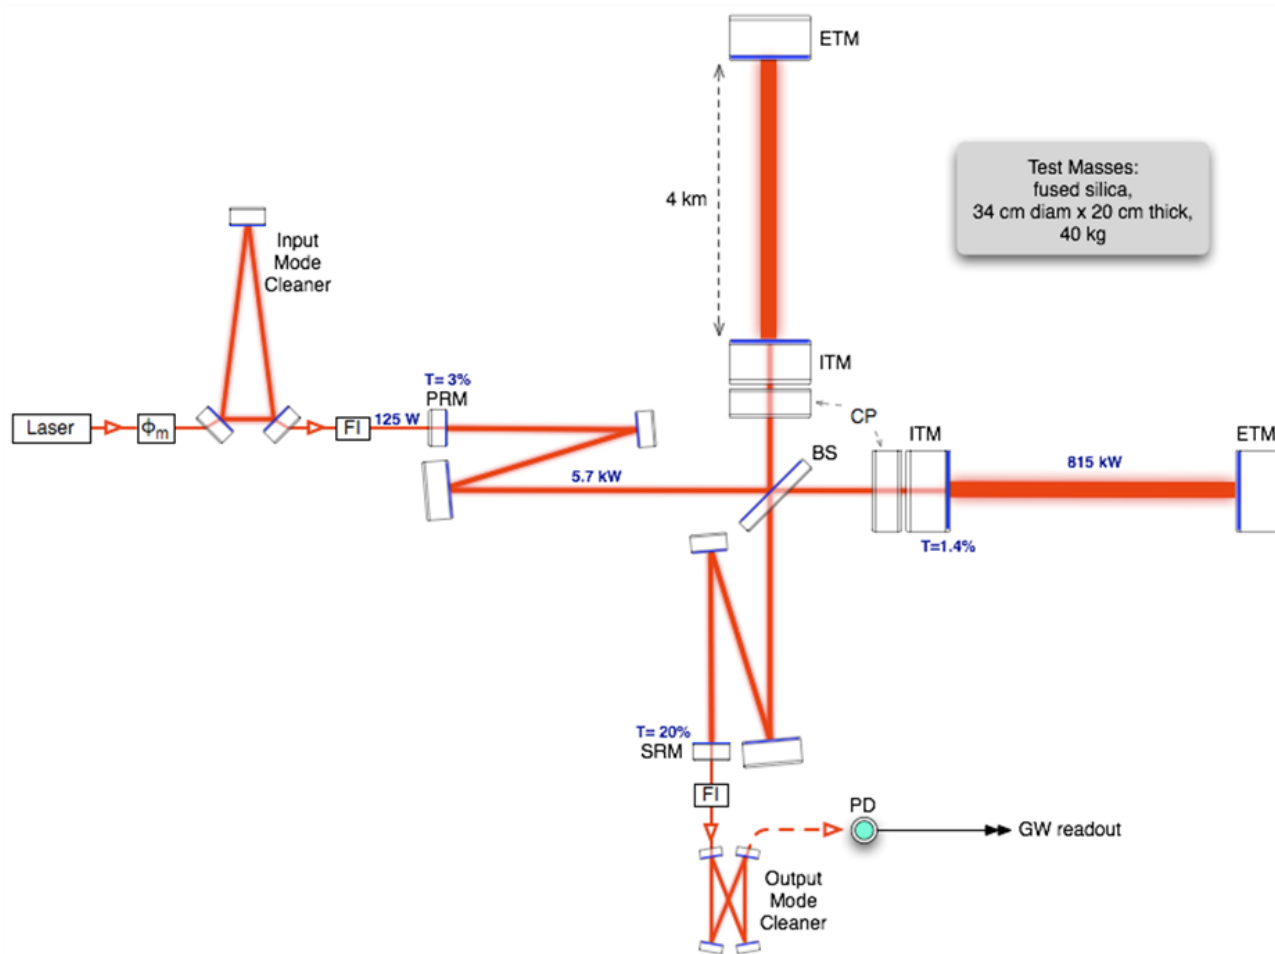 ETM
Test Masses:
fused silica,
34 cm diam x 20 cm thick,
40 kg
4 km
Input
Mode
Cleaner
ITM
T= 3%
PRM
CP
ITM
ETM
Laser
ϕm
FI
125 W
BS
815 kW
5.7 kW
T=1.4%
T= 20%
SRM
FI
PD
GW readout
Output
Mode
Cleaner